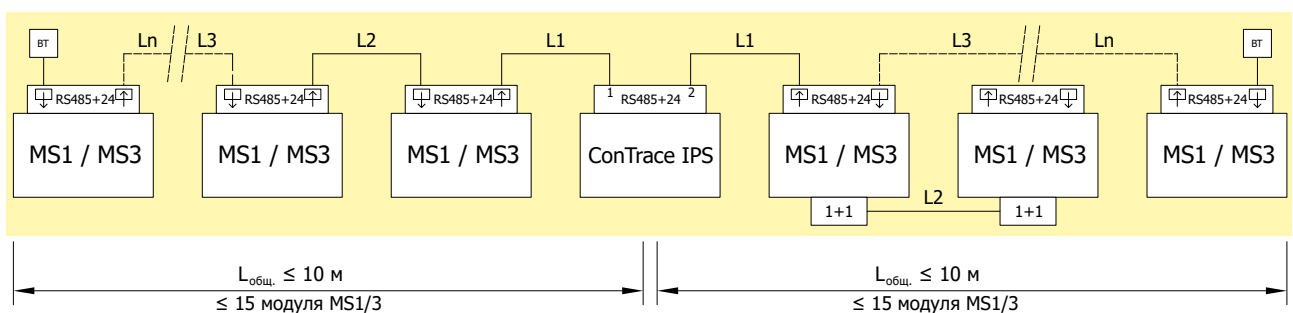 ВТ
Ln
L3
L2
L1
L1
L3
Ln
ВТ
RS485+24
RS485+24
RS485+24
1 RS485+24 2
RS485+24
RS485+24
RS485+24
MS1 / MS3
MS1 / MS3
MS1 / MS3
ConTrace IPS
MS1 / MS3
MS1 / MS3
MS1 / MS3
1+1
L2
1+1
Lобщ. ≤ 10 м
Lобщ. ≤ 10 м
≤ 15 модуля MS1/3
≤ 15 модуля MS1/3